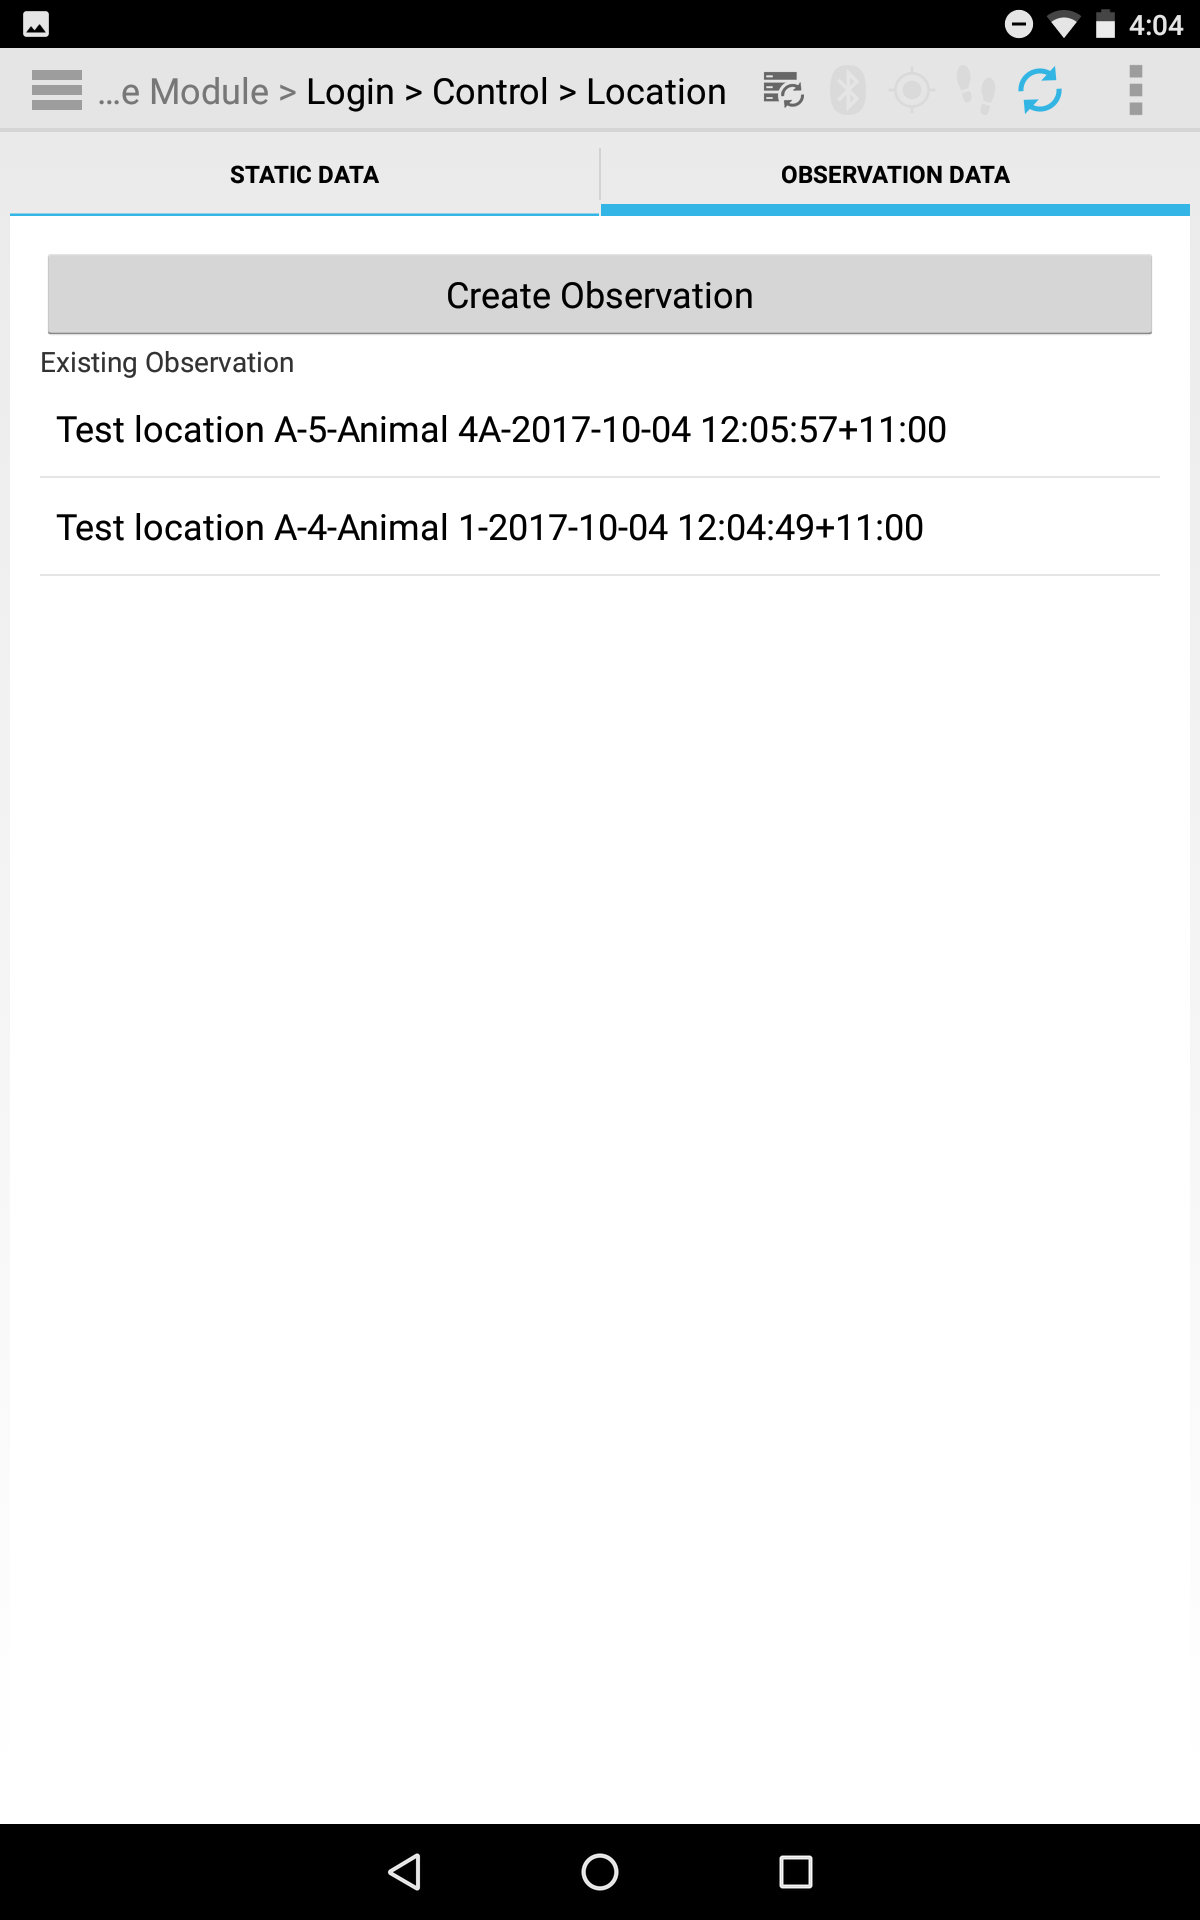 4:04
...e Module > Login > Control > Location
STATIC DATA
OBSERVATION DATA
Create Observation
Existing Observation
Test location A-5-Animal 4A-2017-10-04 12:05:57+11:00
Test location A-4-Animal 1-2017-10-04 12:04:49+11:00